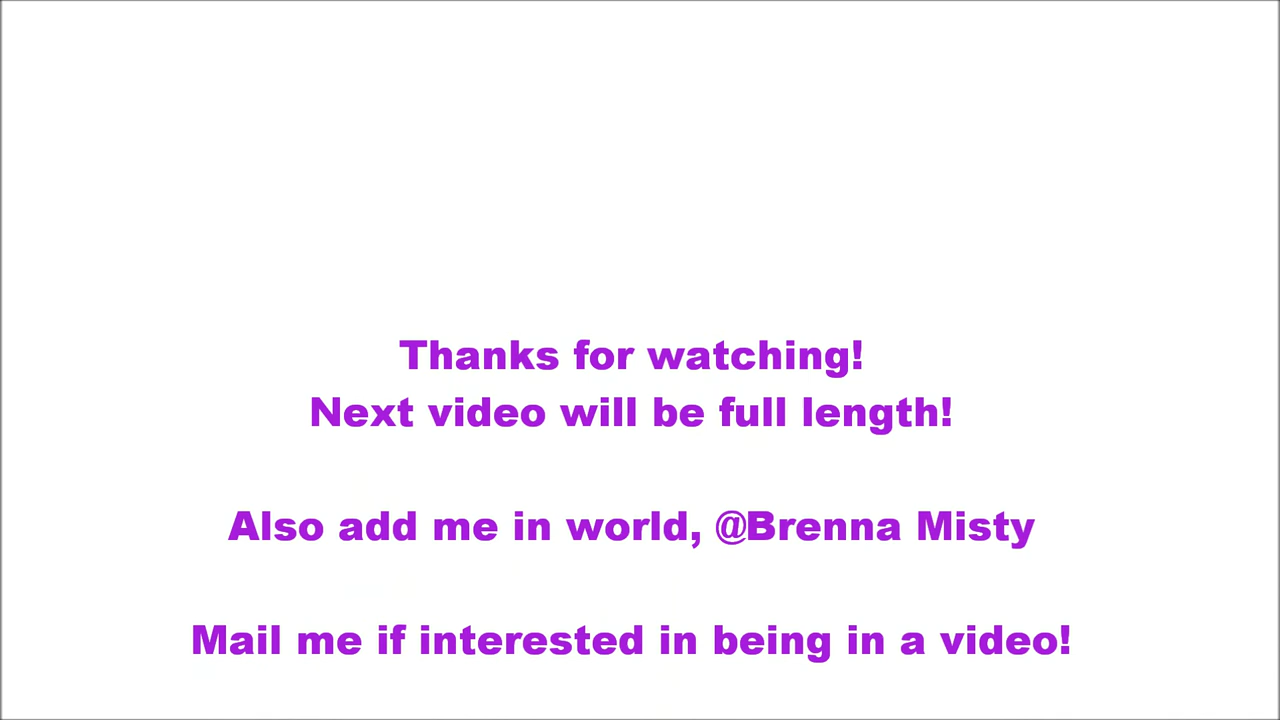 Thanks for watching!
Next video will be full length!
Also add me in world, @Brenna Misty
Mail me if interested in being in a video!